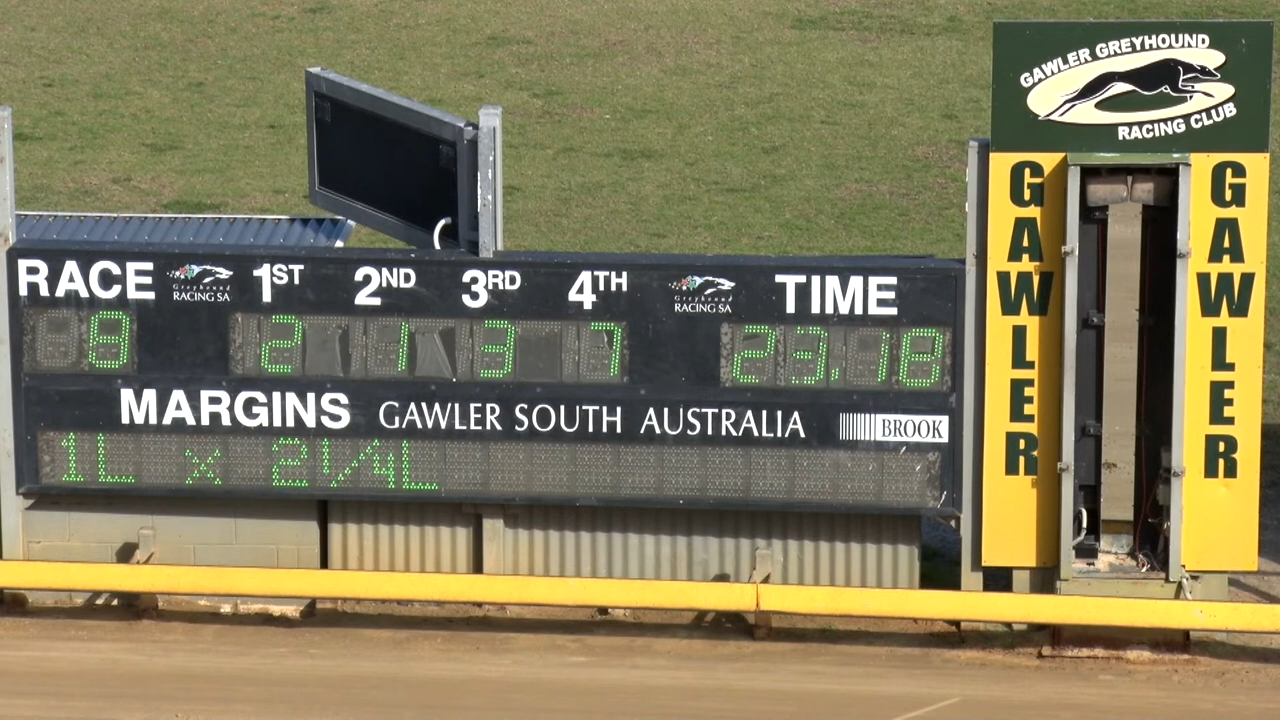 GAWLER GREYHOUND
RACING CLUB
GAWLER
GAWLER
RACE
Greyhound
RACING SA
1ST
2ND
3RD
4TH
Greyhound
RACING SA
TIME
8
2
1
3
7
23.18
MARGINS
GAWLER SOUTH AUSTRALIA
BROOK
1L x 2 1/4L